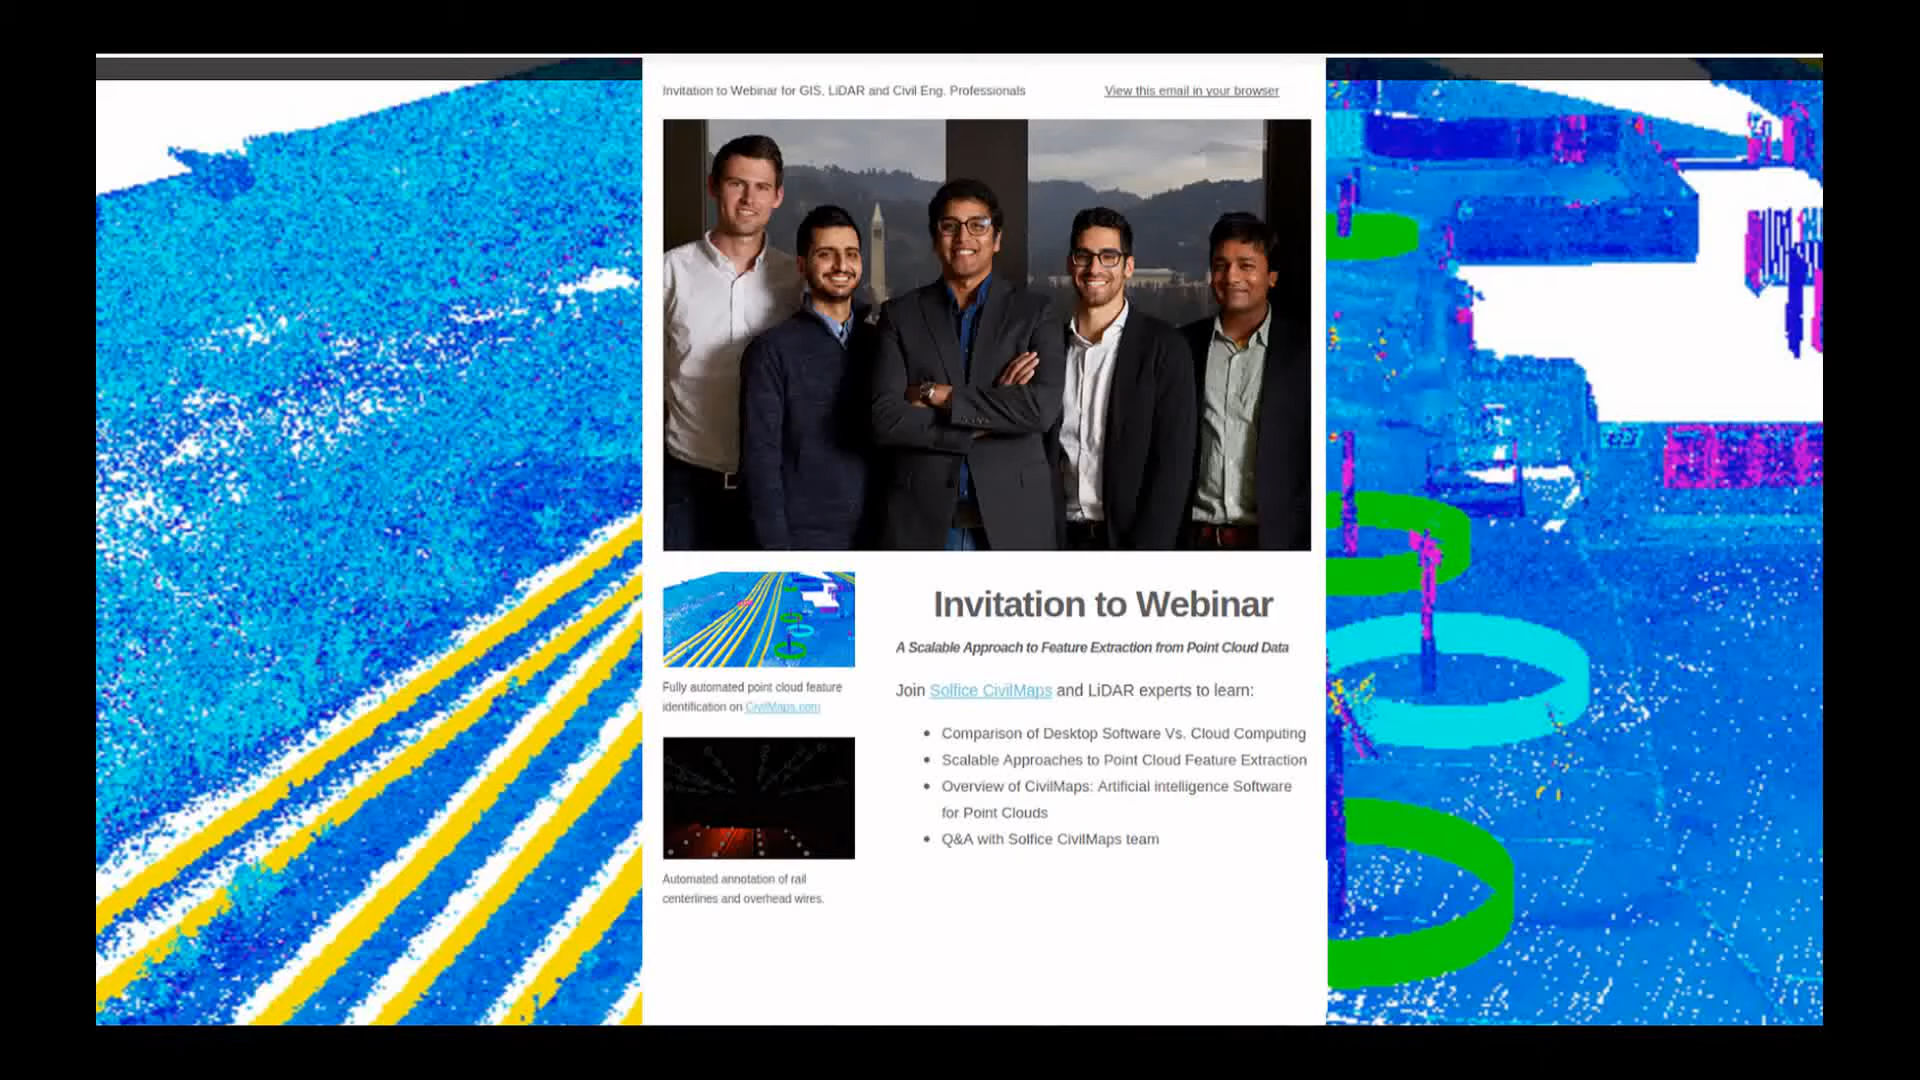 Invitation to Webinar for GIS, LiDAR and Civil Eng. Professionals
View this email in your browser
Invitation to Webinar
A Scalable Approach to Feature Extraction from Point Cloud Data
Join Solfice CivilMaps and LiDAR experts to learn:
• Comparison of Desktop Software Vs. Cloud Computing
• Scalable Approaches to Point Cloud Feature Extraction
• Overview of CivilMaps: Artificial intelligence Software
for Point Clouds
• Q&A with Solfice CivilMaps team
Fully automated point cloud feature
identification on CivilMaps.com
Automated annotation of rail
centerlines and overhead wires.